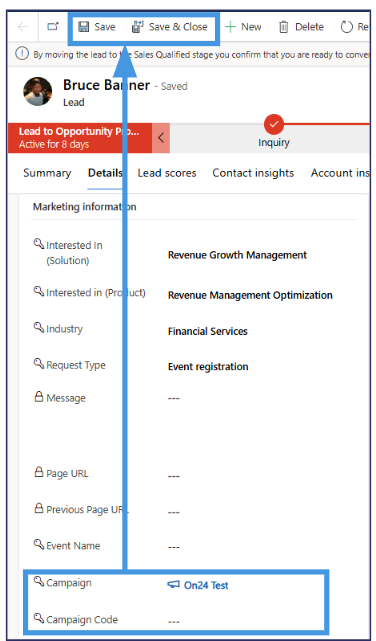 Save Save & Close New Delete Re
By moving the lead to the Sales Qualified stage you confirm that you are ready to conver
Bruce Banner - Saved
Lead
Lead to Opportunity Pro...
Active for 8 days
Inquiry
Summary Details Lead scores Contact insights Account ins
Marketing information
Interested In
(Solution)
Revenue Growth Management
Interested in (Product) Revenue Management Optimization
Industry Financial Services
Request Type Event registration
Message ---
Page URL ---
Previous Page URL ---
Event Name ---
Campaign On24 Test
Campaign Code ---